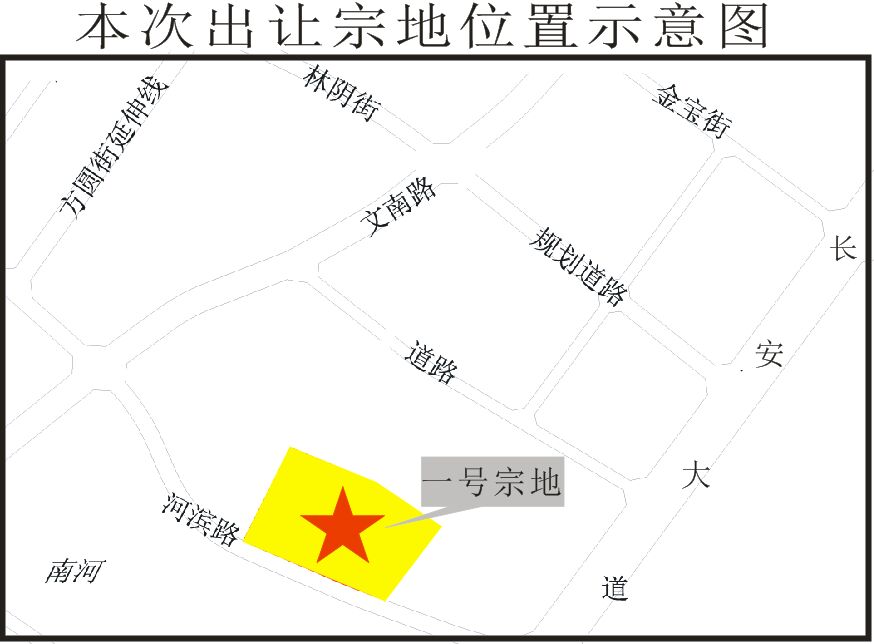 本次出让宗地位置示意图
林阴街
金宝街
方圆街延伸线
文南路
规划道路
长安大道
道路
一号宗地
河滨路
南河